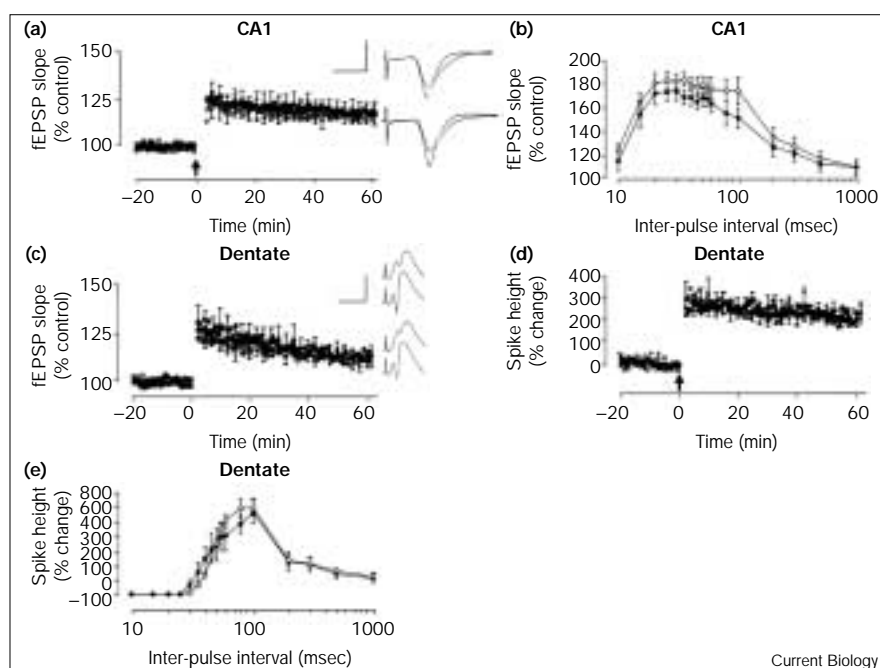 (a) CA1
150
125
100
fEPSP slope
(% control)
−20 0 20 40 60
Time (min)
(b)
200
180
160
140
120
100
fEPSP slope
(% control)
10 100 1000
Inter-pulse interval (msec)
(c) Dentate
150
125
100
fEPSP slope
(% control)
−20 0 20 40 60
Time (min)
(d) Dentate
400
300
200
100
0
Spike height
(% change)
−20 0 20 40 60
Time (min)
(e) Dentate
800
600
400
300
100
0
−100
Spike height
(% change)
10 100 1000
Inter-pulse interval (msec)
Current Biology